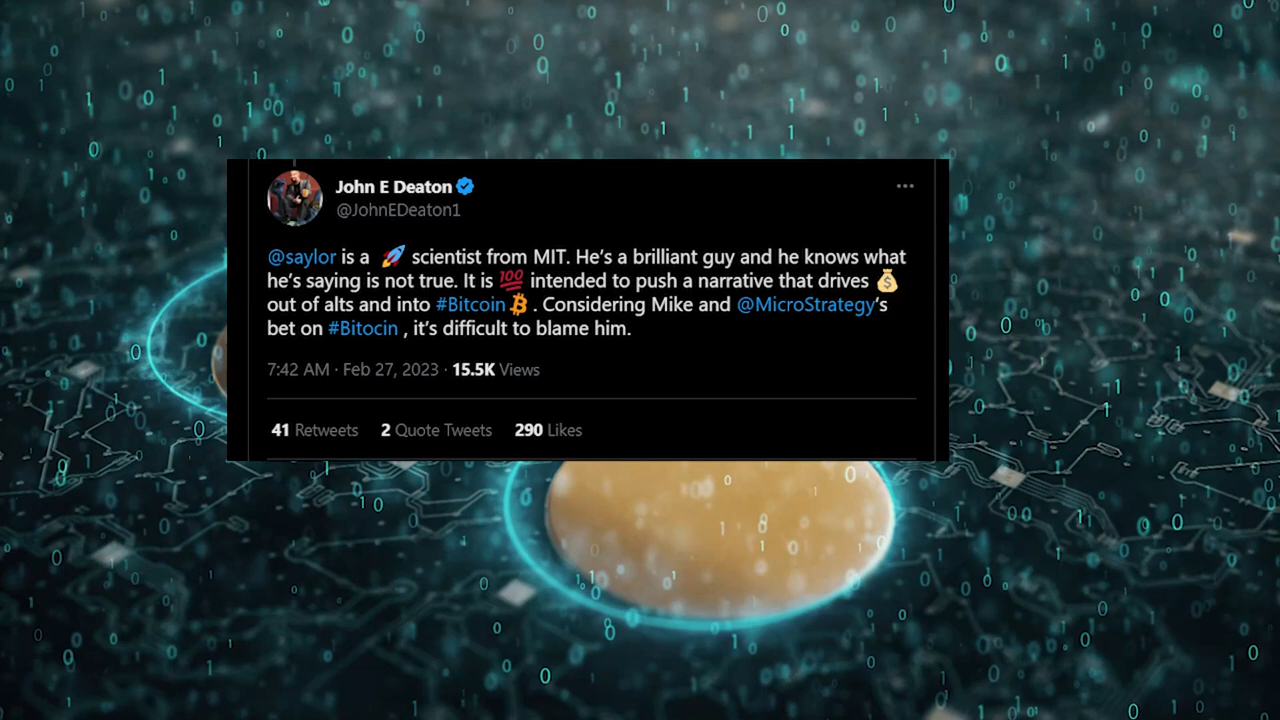 John E Deaton
@JohnEDeaton1
@saylor is a 🚀 scientist from MIT. He's a brilliant guy and he knows what
he's saying is not true. It is 💯 intended to push a narrative that drives 💰
out of alts and into #Bitcoin₿. Considering Mike and @MicroStrategy's
bet on #Bitocin , it's difficult to blame him.
7:42 AM · Feb 27, 2023 · 15.5K Views
41 Retweets 2 Quote Tweets 290 Likes